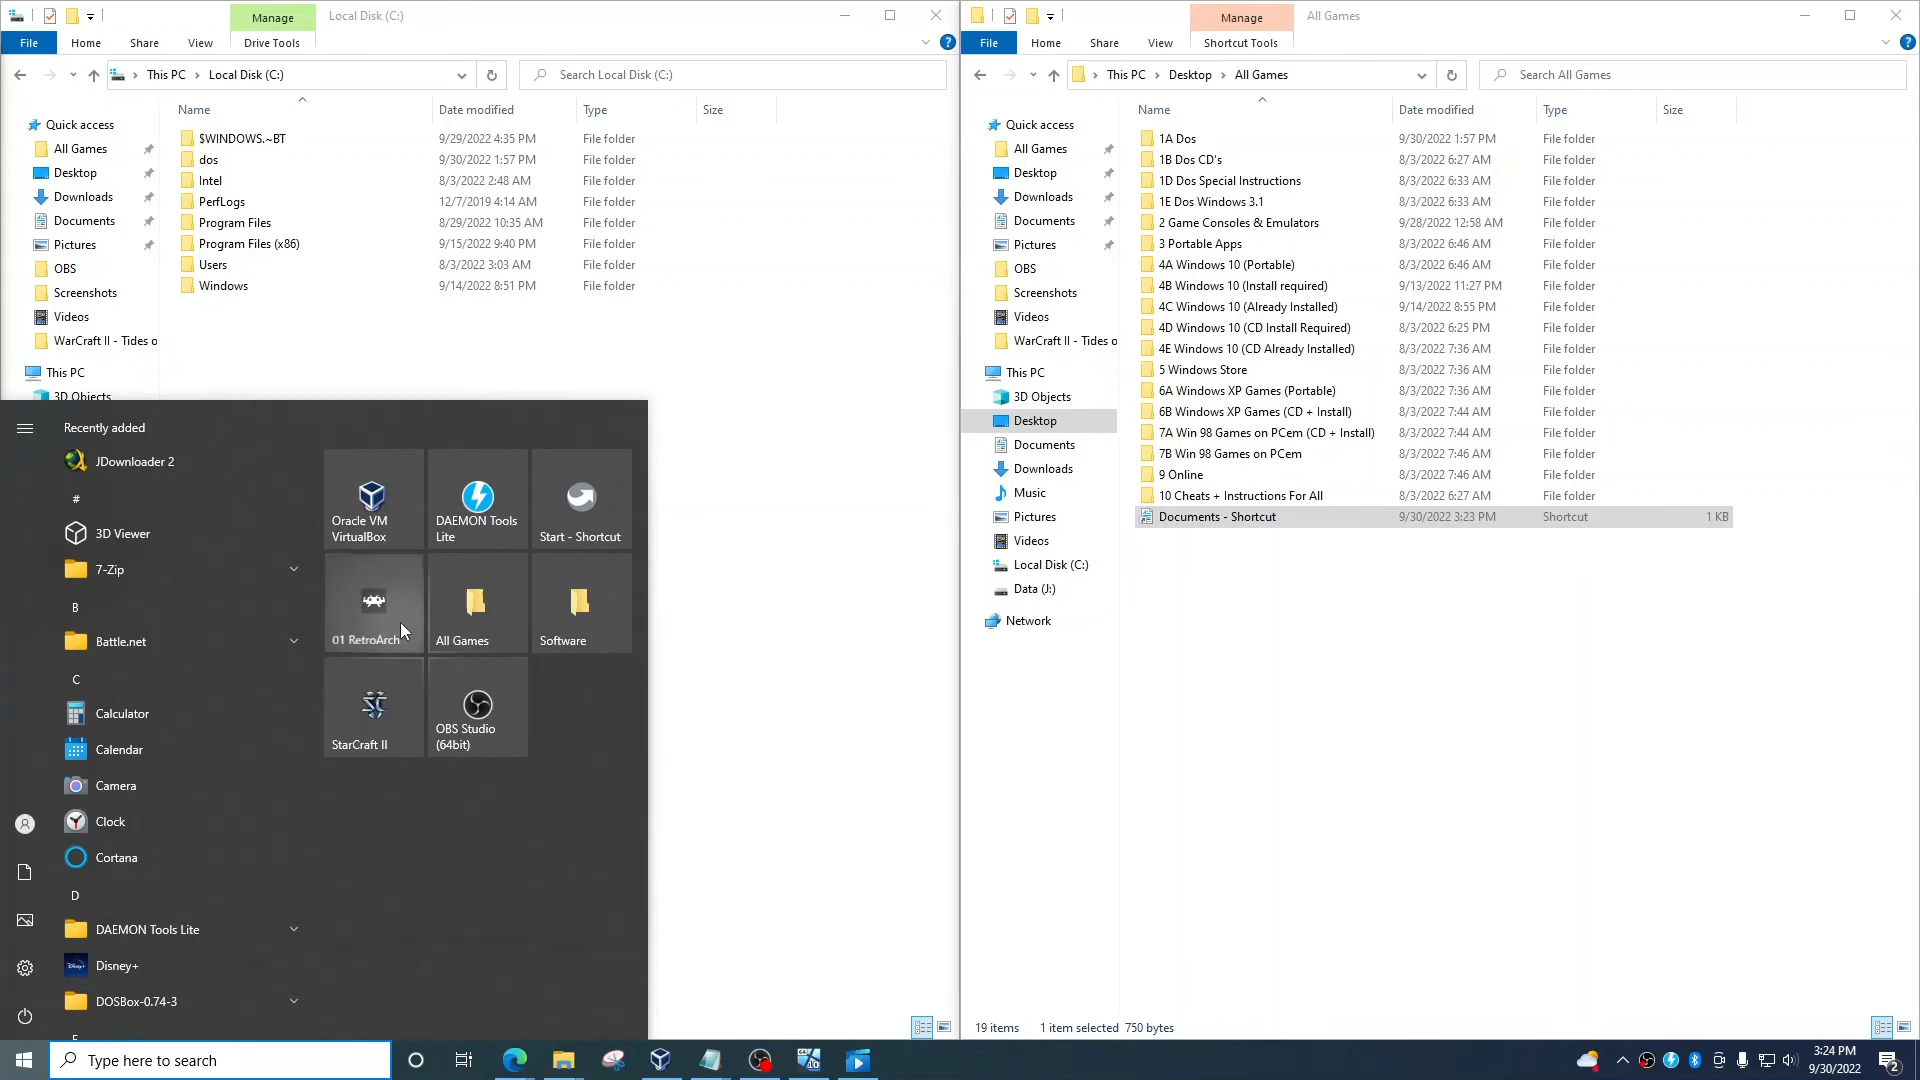 Manage
Local Disk (C:)
File
Home
Share
View
Drive Tools
This PC
Local Disk (C:)
Search Local Disk (C:)
Name
Date modified
Type
Size
Quick access
All Games
Desktop
Downloads
Documents
Pictures
OBS
Screenshots
Videos
WarCraft II - Tides o
This PC
3D Objects
$WINDOWS.~BT 9/29/2022 4:35 PM File folder
dos 9/30/2022 1:57 PM File folder
Intel 8/3/2022 2:48 AM File folder
PerfLogs 12/7/2019 4:14 AM File folder
Program Files 8/29/2022 10:35 AM File folder
Program Files (x86) 9/15/2022 9:40 PM File folder
Users 8/3/2022 3:03 AM File folder
Windows 9/14/2022 8:51 PM File folder
Recently added
JDownloader 2
#
3D Viewer
7-Zip
B
Battle.net
C
Calculator
Calendar
Camera
Clock
Cortana
D
DAEMON Tools Lite
Disney+
DOSBox-0.74-3
Oracle VM
VirtualBox
DAEMON Tools
Lite
Start - Shortcut
01 RetroArch
All Games
Software
StarCraft II
OBS Studio
(64bit)
Manage
All Games
File
Home
Share
View
Shortcut Tools
This PC
Desktop
All Games
Search All Games
Name
Date modified
Type
Size
Quick access
All Games
Desktop
Downloads
Documents
Pictures
OBS
Screenshots
Videos
WarCraft II - Tides o
This PC
3D Objects
Desktop
Documents
Downloads
Music
Pictures
Videos
Local Disk (C:)
Data (J:)
Network
1A Dos 9/30/2022 1:57 PM File folder
1B Dos CD's 8/3/2022 6:27 AM File folder
1D Dos Special Instructions 8/3/2022 6:33 AM File folder
1E Dos Windows 3.1 8/3/2022 6:33 AM File folder
2 Game Consoles & Emulators 9/28/2022 12:58 AM File folder
3 Portable Apps 8/3/2022 6:46 AM File folder
4A Windows 10 (Portable) 8/3/2022 6:46 AM File folder
4B Windows 10 (Install required) 9/13/2022 11:27 PM File folder
4C Windows 10 (Already Installed) 9/14/2022 8:55 PM File folder
4D Windows 10 (CD Install Required) 8/3/2022 6:25 PM File folder
4E Windows 10 (CD Already Installed) 8/3/2022 7:36 AM File folder
5 Windows Store 8/3/2022 7:36 AM File folder
6A Windows XP Games (Portable) 8/3/2022 7:36 AM File folder
6B Windows XP Games (CD + Install) 8/3/2022 7:44 AM File folder
7A Win 98 Games on PCem (CD + Install) 8/3/2022 7:44 AM File folder
7B Win 98 Games on PCem 8/3/2022 7:46 AM File folder
9 Online 8/3/2022 7:46 AM File folder
10 Cheats + Instructions For All 8/3/2022 6:27 AM File folder
Documents - Shortcut 9/30/2022 3:23 PM Shortcut 1 KB
19 items 1 item selected 750 bytes
Type here to search
3:24 PM
9/30/2022
2